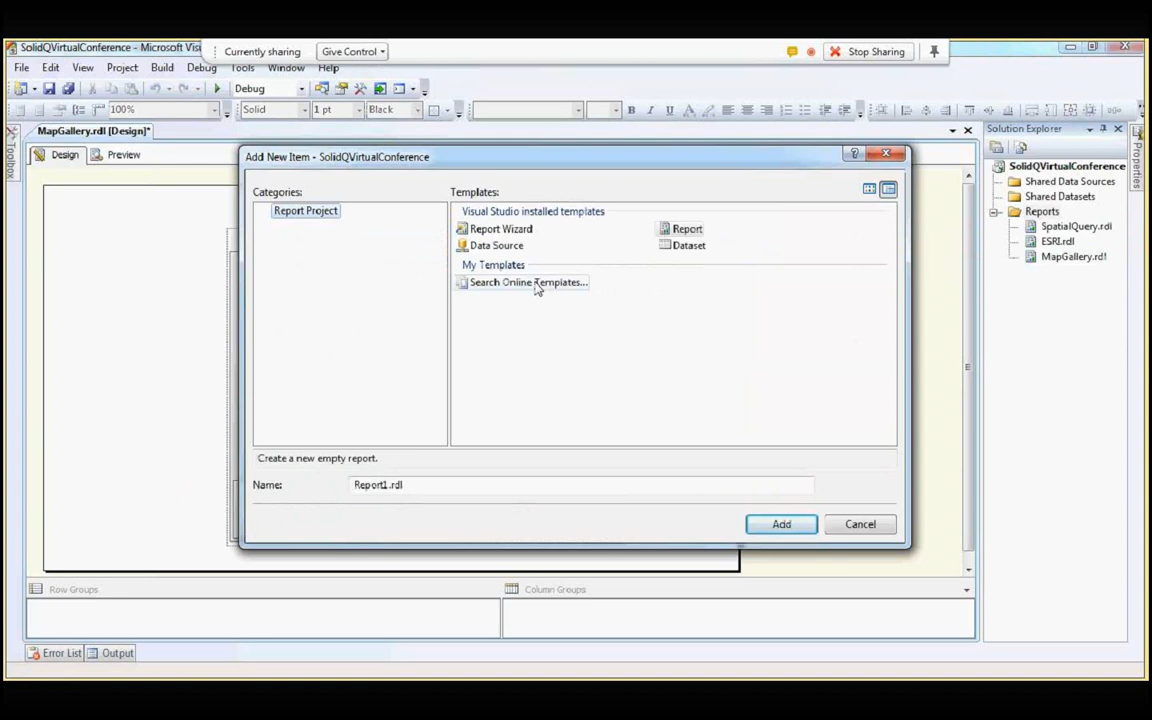 SolidQVirtualConference - Microsoft Visu
Currently sharing
Give Control
Stop Sharing
File Edit View Project Build Debug Tools Window Help
Debug
100%
Solid
1 pt
Black
B I U A
MapGallery.rdl [Design]*
Toolbox
Design
Preview
Solution Explorer
Properties
SolidQVirtualConference
Shared Data Sources
Shared Datasets
Reports
SpatialQuery.rdl
ESRI.rdl
MapGallery.rdl
Add New Item - SolidQVirtualConference
Categories:
Templates:
Report Project
Visual Studio installed templates
Report Wizard
Report
Data Source
Dataset
My Templates
Search Online Templates...
Create a new empty report.
Name:
Report1.rdl
Add
Cancel
Row Groups
Column Groups
Error List
Output